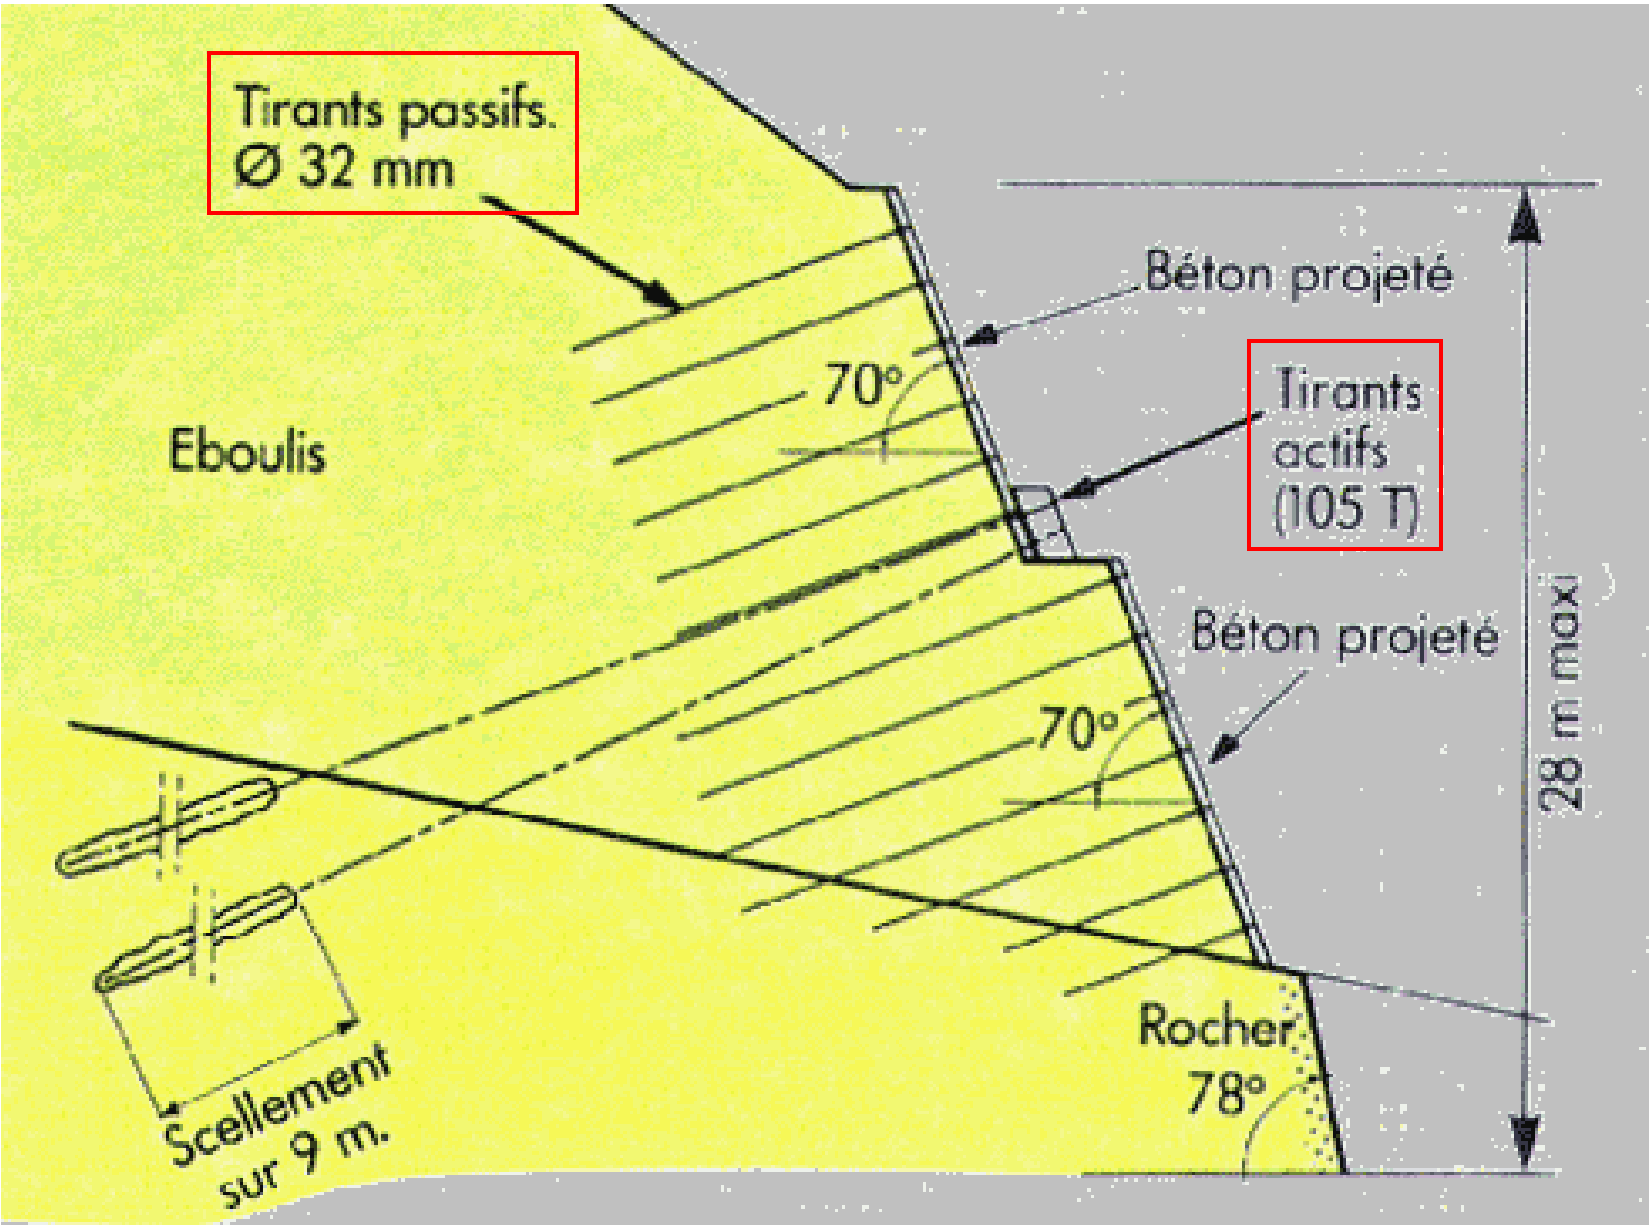 Tirants passifs.
Ø 32 mm
Béton projeté
70°
Tirants
actifs
(105 T)
Eboulis
Béton projeté
28 m maxi
70°
Rocher
78°
Scellement
sur 9 m.